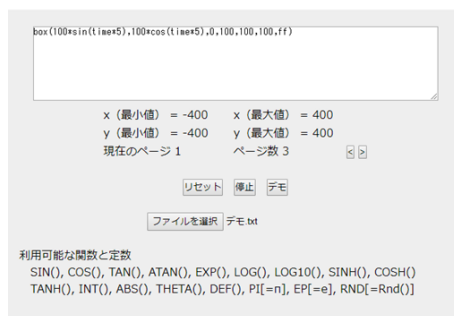 box(100*sin(time*5),100*cos(time*5),0,100,100,100,ff)
x（最小値） = -400 x（最大値） = 400
y（最小値） = -400 y（最大値） = 400
現在のページ 1 ページ数 3 < >
リセット 停止 デモ
ファイルを選択 デモ.txt
利用可能な関数と定数
SIN(), COS(), TAN(), ATAN(), EXP(), LOG(), LOG10(), SINH(), COSH()
TANH(), INT(), ABS(), THETA(), DEF(), PI[=π], EP[=e], RND[=Rnd()]